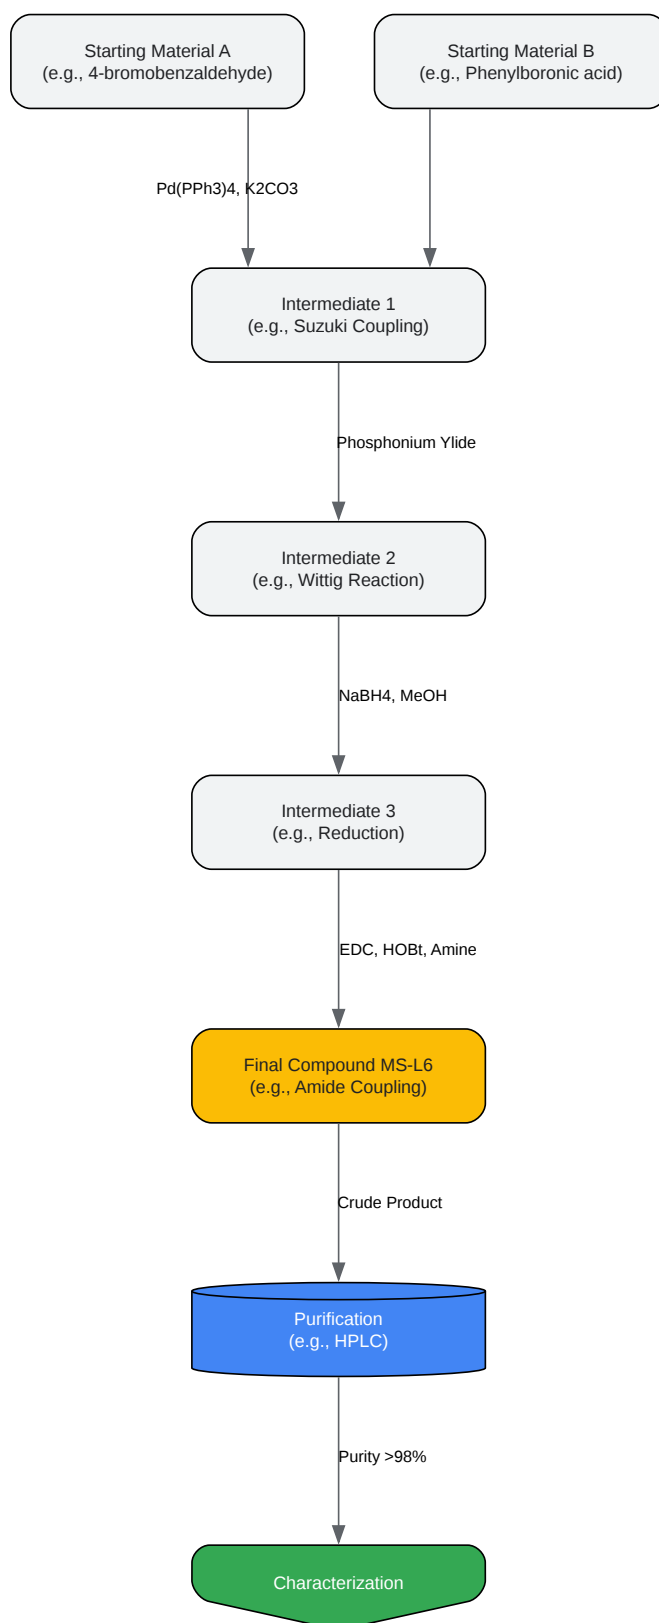 Starting Material A
(e.g., 4-bromobenzaldehyde)
Starting Material B
(e.g., Phenylboronic acid)
Pd(PPh3)4, K2CO3
Intermediate 1
(e.g., Suzuki Coupling)
Phosphonium Ylide
Intermediate 2
(e.g., Wittig Reaction)
NaBH4, MeOH
Intermediate 3
(e.g., Reduction)
EDC, HOBt, Amine
Final Compound MS-L6
(e.g., Amide Coupling)
Crude Product
Purification
(e.g., HPLC)
Purity >98%
Characterization